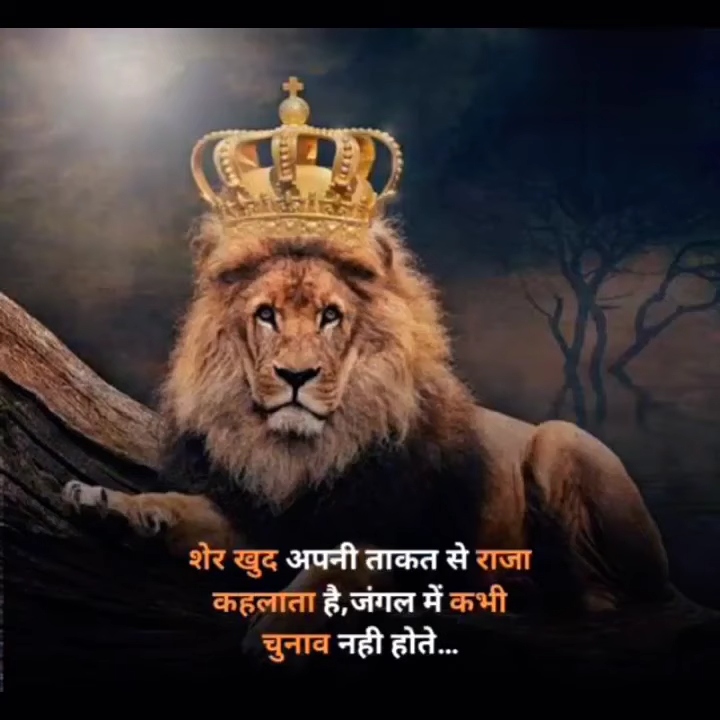 शेर खुद अपनी ताकत से राजा
कहलाता है,जंगल में कभी
चुनाव नही होते...